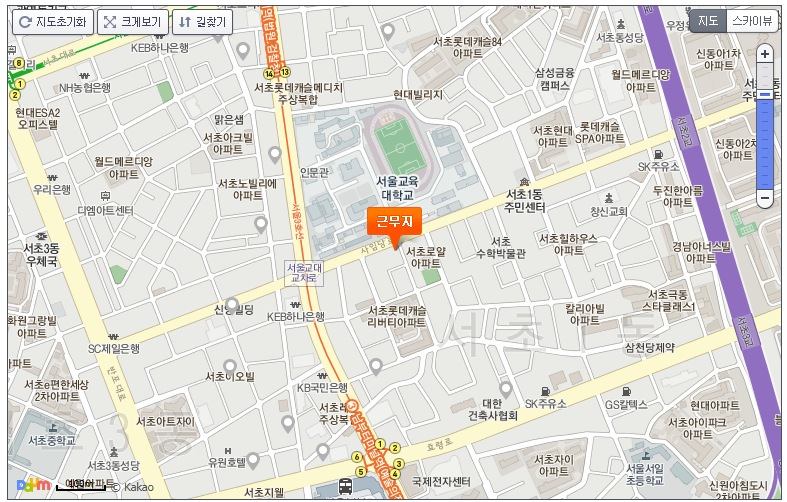 지도초기화
크게보기
길찾기
지도
스카이뷰
KEB하나은행
서초대로
NH농협은행
현대ESA2
오피스텔
서초롯데캐슬84
아파트
서초동성당
신동아1차
아파트
삼성금융
캠퍼스
월드메르디앙
아파트
서초롯데캐슬메디치
주상복합
현대빌리지
맑은샘
서초아크빌
아파트
서초현대
아파트
롯데캐슬
SPA아파트
신동아2차
아파트
월드메르디앙
아파트
인문관
서울교육
대학교
SK주유소
우리은행
서초노빌리에
아파트
서초1동
주민센터
두진한아름
아파트
디엠아트센터
창신교회
근무지
서울3호선
서초3동
우체국
사임당로
서초로얄
아파트
서초
수학박물관
서초힐하우스
아파트
경남아너스빌
아파트
서울교대
교차로
신동빌딩
KEB하나은행
서초롯데캐슬
리버티아파트
칼리아빌
아파트
서초극동
스타클래스1
화원그랑빌
아파트
SC제일은행
삼천당제약
반포대로
서초이오빌
KB국민은행
서초e편한세상
2차아파트
대한
건축사협회
SK주유소
GS칼텍스
현대아파트
서초아트자이
서초아이파크
아파트
서초중학교
효령로
서초3동성당
유원호텔
국제전자센터
서초자이
아파트
서울서일
초등학교
신원아침도시
2차아파트
서초지웰
© Kakao